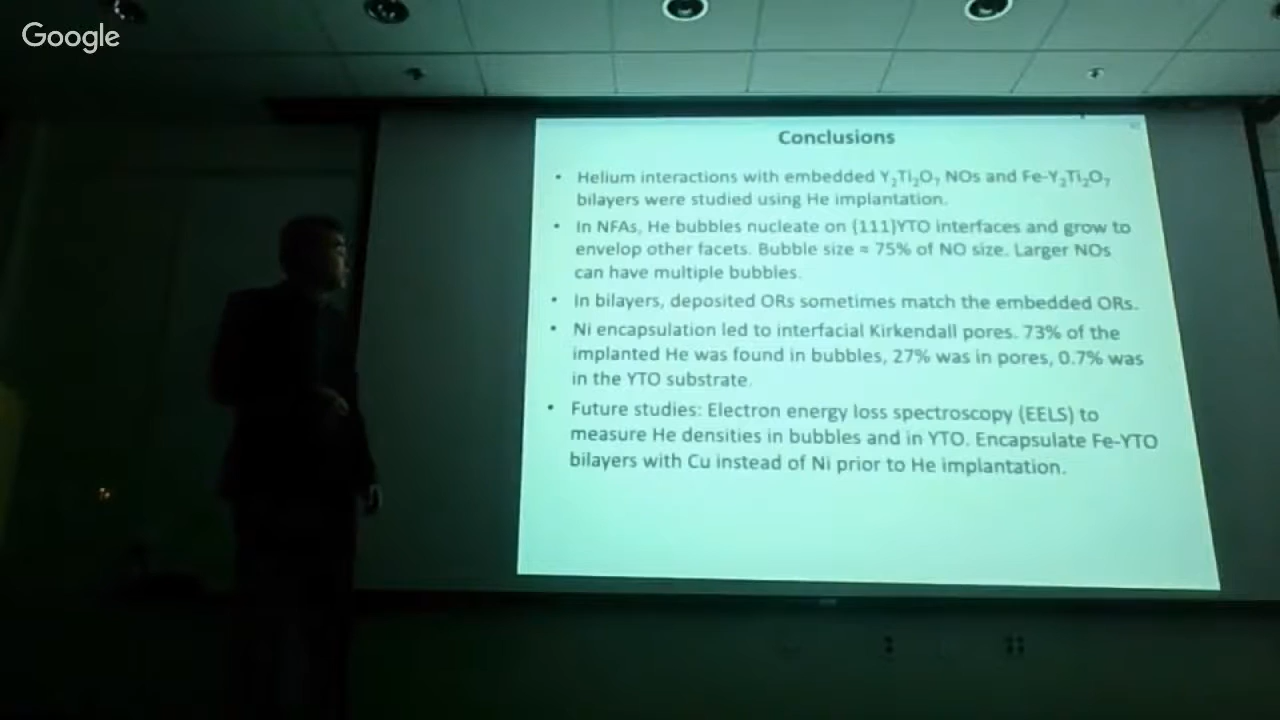 Google
Conclusions
• Helium interactions with embedded Y₂Ti₂O₇ NOs and Fe-Y₂Ti₂O₇
bilayers were studied using He implantation.
• In NFAs, He bubbles nucleate on {111}YTO interfaces and grow to
envelop other facets. Bubble size ≈ 75% of NO size. Larger NOs
can have multiple bubbles.
• In bilayers, deposited ORs sometimes match the embedded ORs.
• Ni encapsulation led to interfacial Kirkendall pores. 73% of the
implanted He was found in bubbles, 27% was in pores, 0.7% was
in the YTO substrate.
• Future studies: Electron energy loss spectroscopy (EELS) to
measure He densities in bubbles and in YTO. Encapsulate Fe-YTO
bilayers with Cu instead of Ni prior to He implantation.